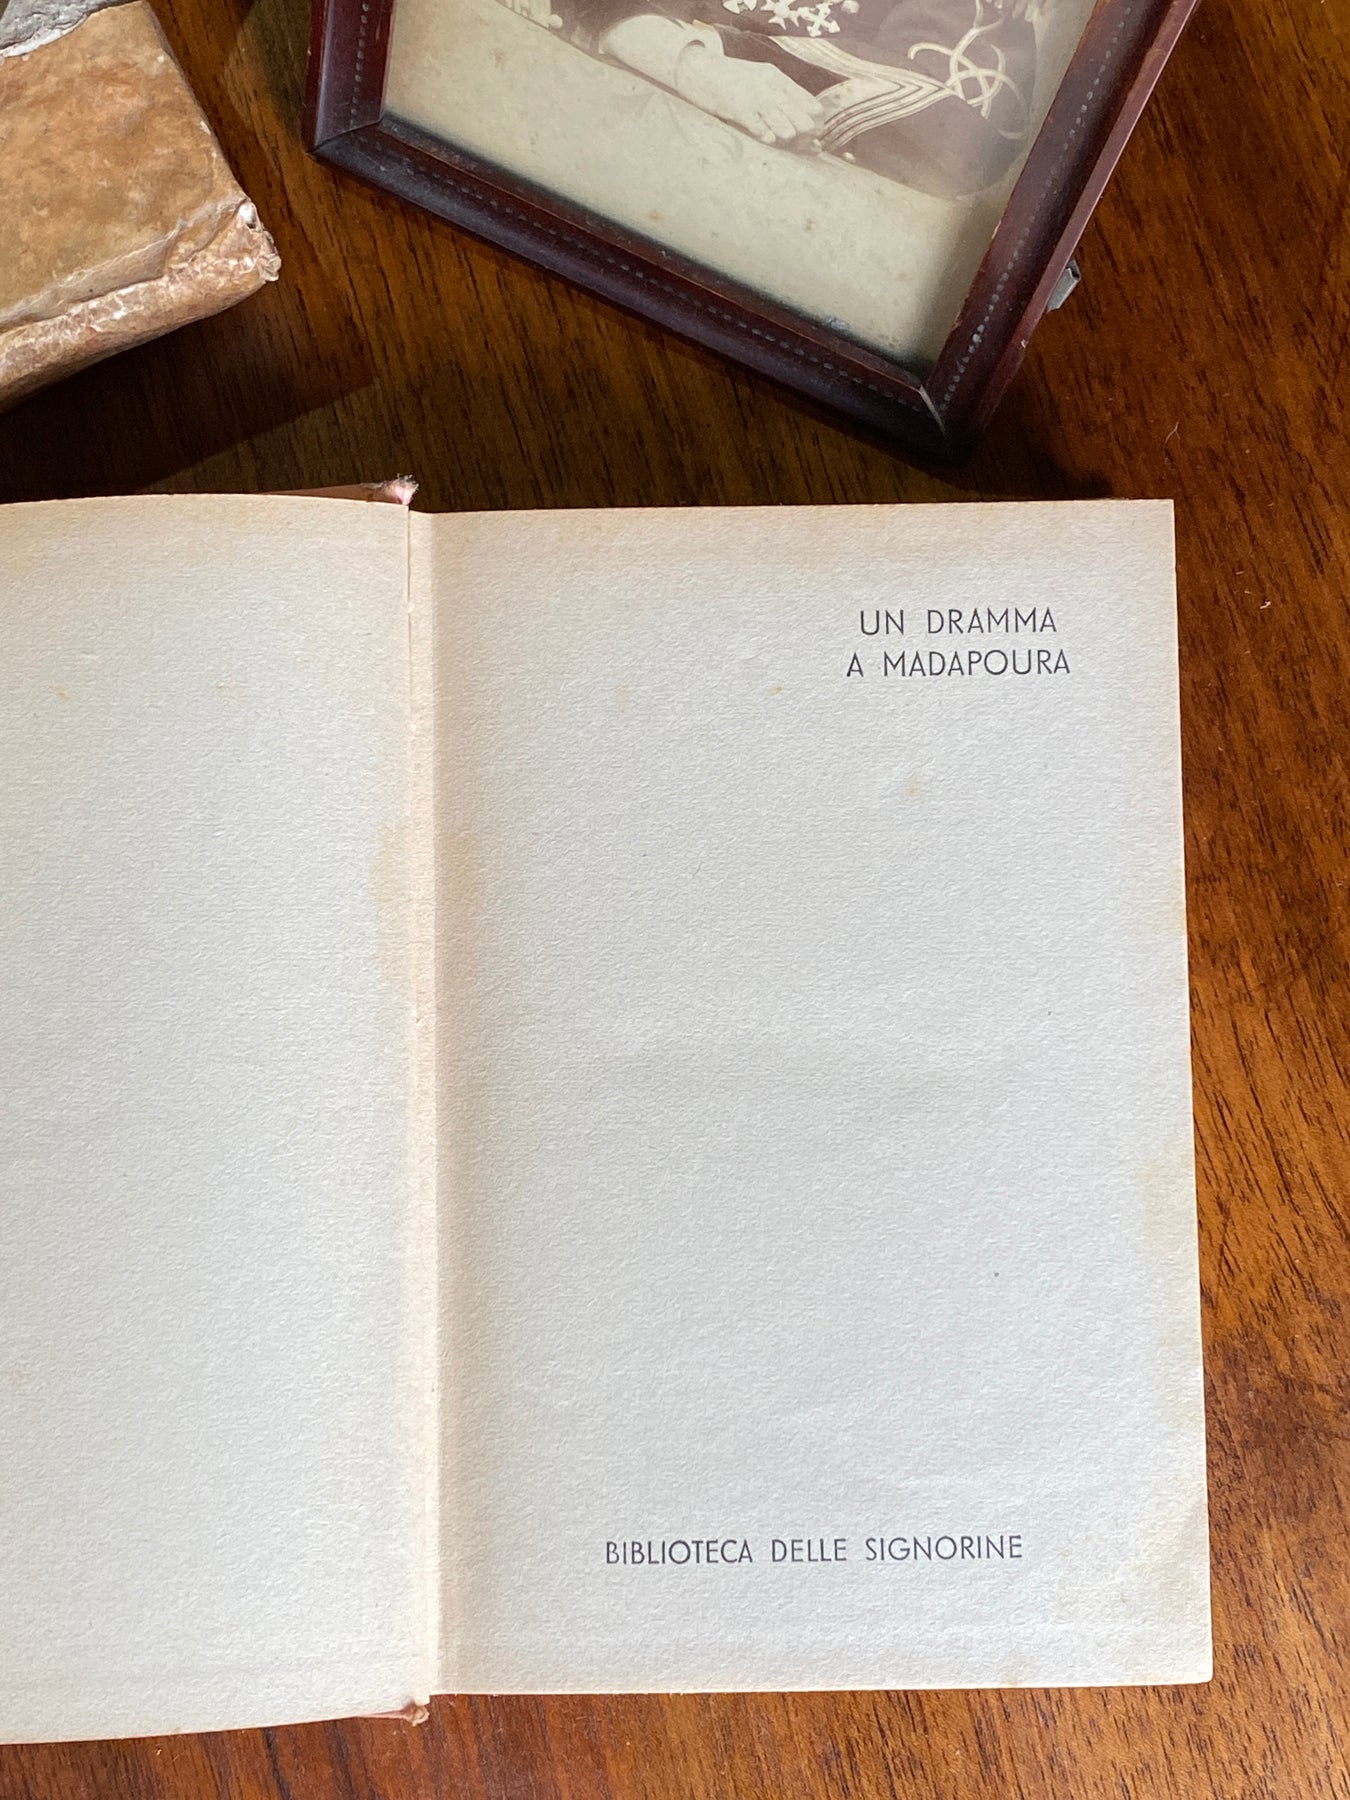 UN DRAMMA
A MADAPOURA
BIBLIOTECA DELLE SIGNORINE